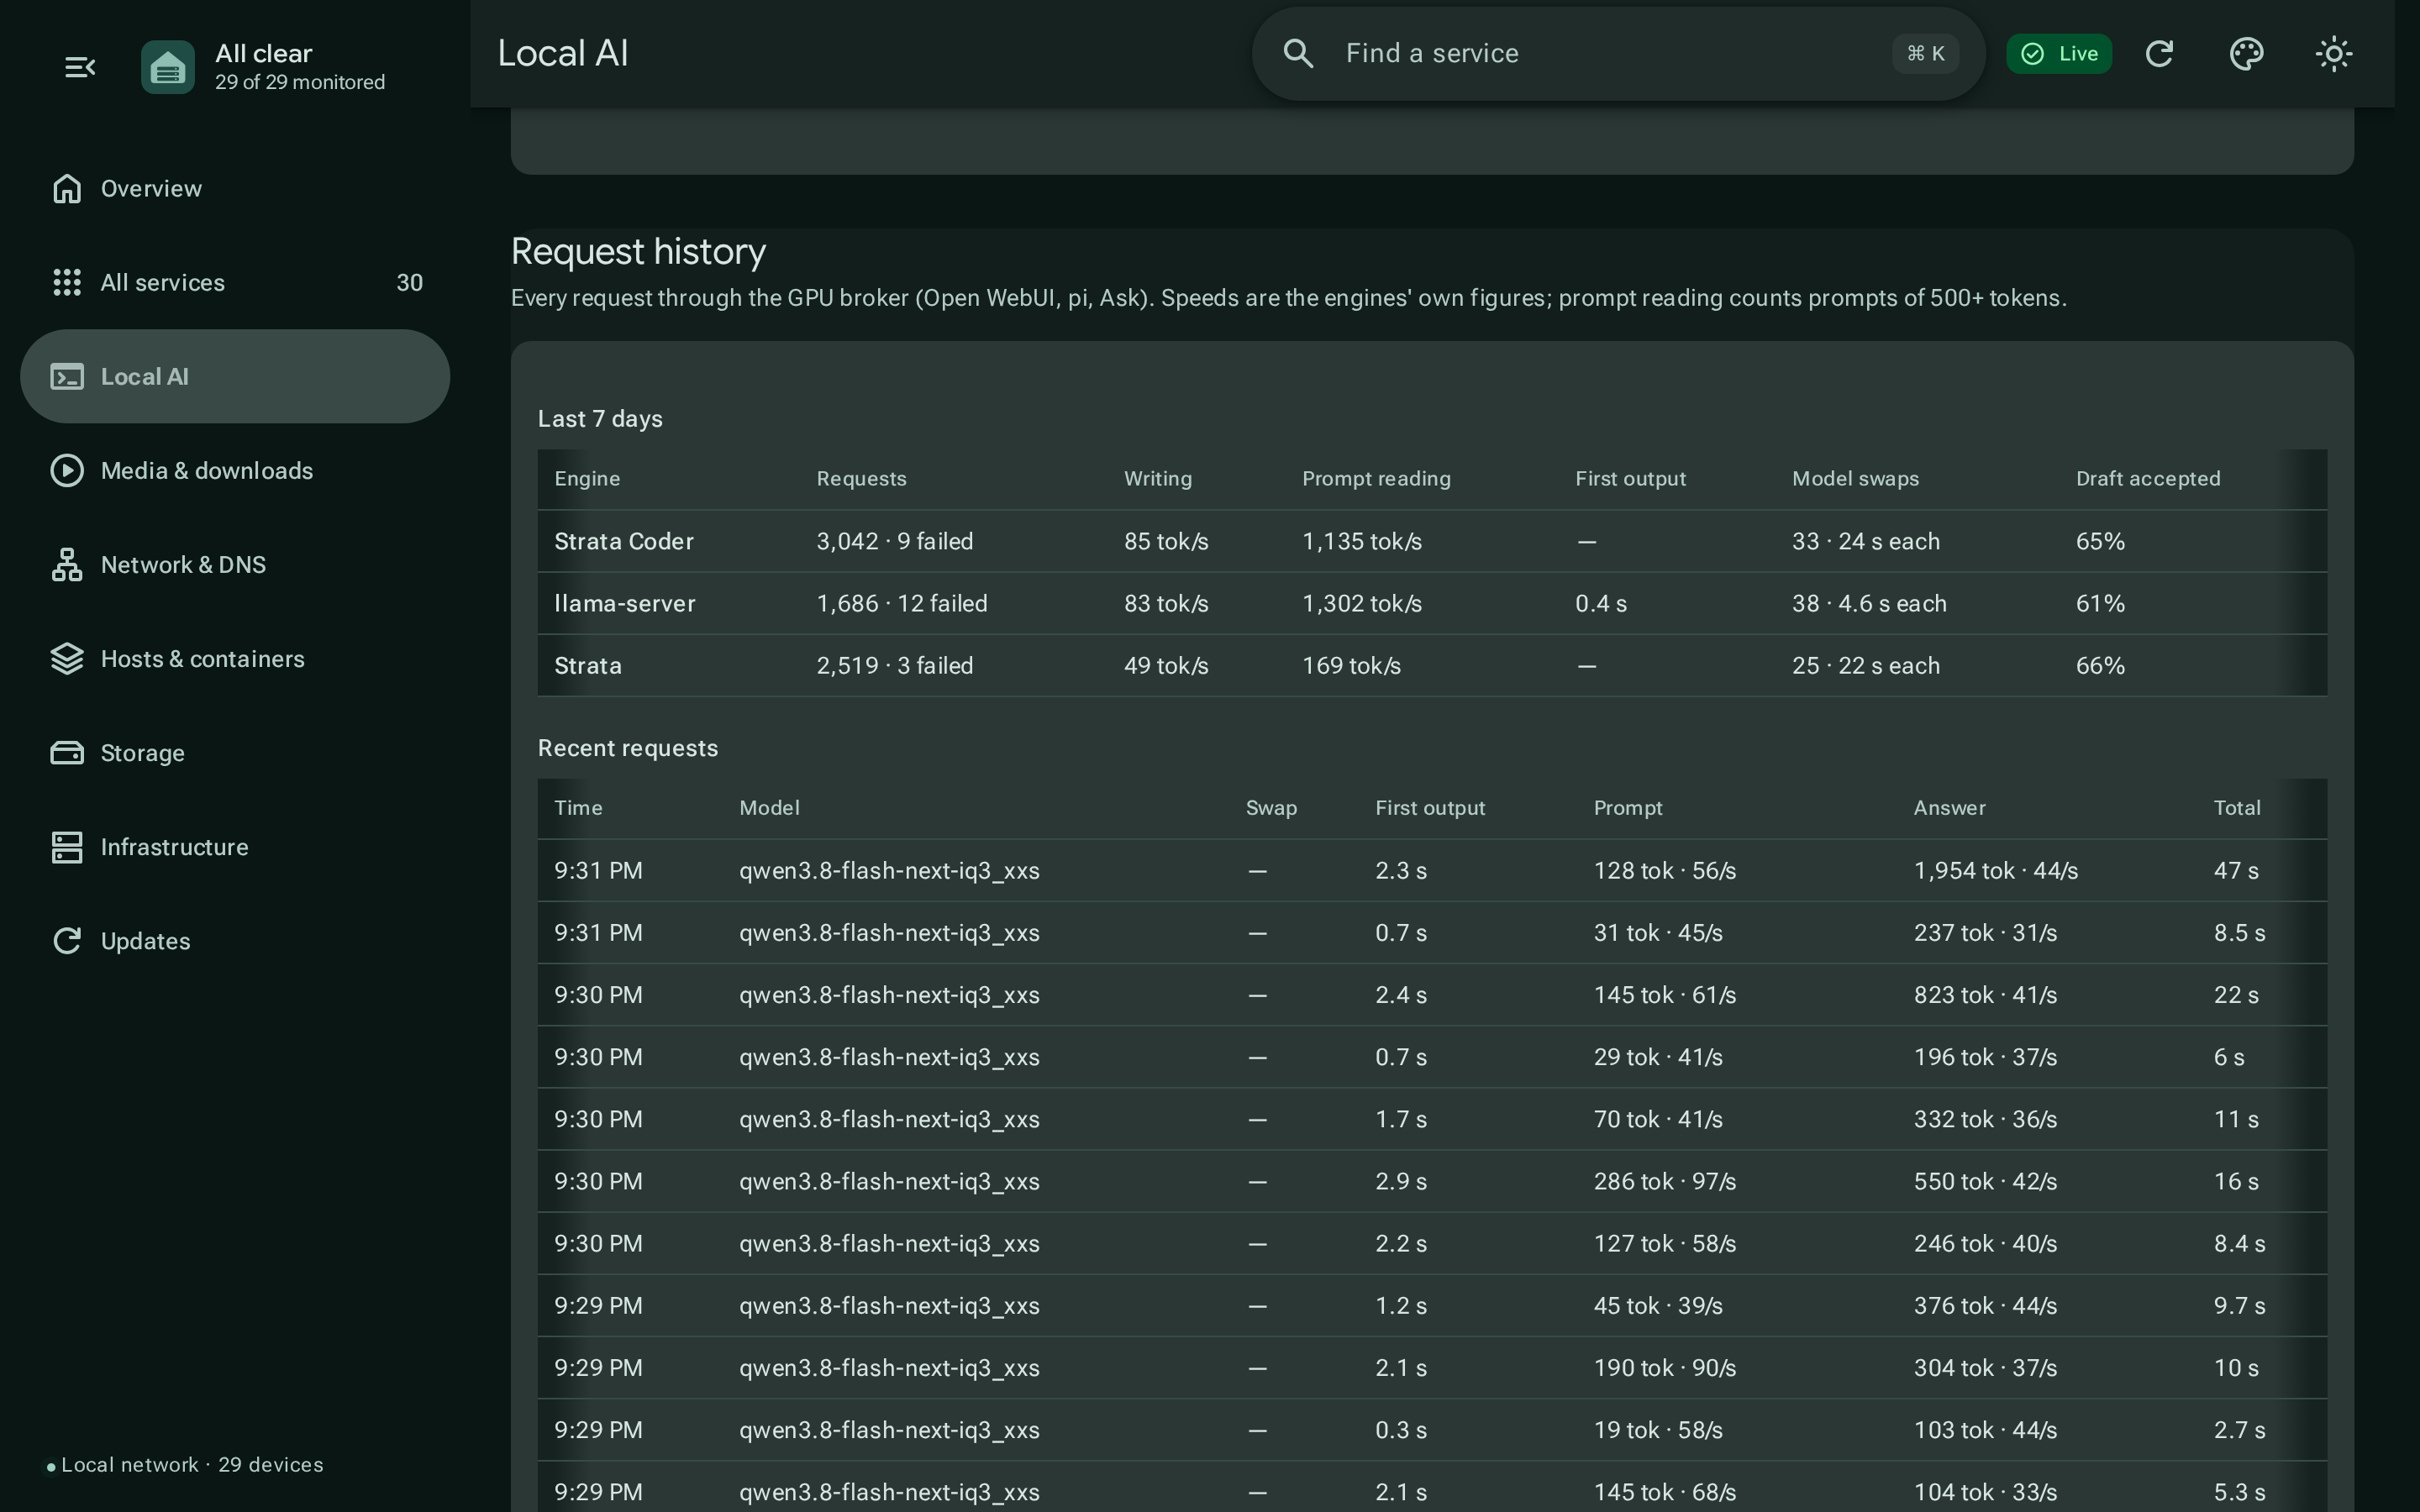 All clear
29 of 29 monitored
Local AI
Find a service
⌘ K
Live
Overview
All services 30
Local AI
Media & downloads
Network & DNS
Hosts & containers
Storage
Infrastructure
Updates
Local network · 29 devices
Request history
Every request through the GPU broker (Open WebUI, pi, Ask). Speeds are the engines' own figures; prompt reading counts prompts of 500+ tokens.
Last 7 days
Engine Requests Writing Prompt reading First output Model swaps Draft accepted
Strata Coder 3,042 · 9 failed 85 tok/s 1,135 tok/s — 33 · 24 s each 65%
llama-server 1,686 · 12 failed 83 tok/s 1,302 tok/s 0.4 s 38 · 4.6 s each 61%
Strata 2,519 · 3 failed 49 tok/s 169 tok/s — 25 · 22 s each 66%
Recent requests
Time Model Swap First output Prompt Answer Total
9:31 PM qwen3.8-flash-next-iq3_xxs — 2.3 s 128 tok · 56/s 1,954 tok · 44/s 47 s
9:31 PM qwen3.8-flash-next-iq3_xxs — 0.7 s 31 tok · 45/s 237 tok · 31/s 8.5 s
9:30 PM qwen3.8-flash-next-iq3_xxs — 2.4 s 145 tok · 61/s 823 tok · 41/s 22 s
9:30 PM qwen3.8-flash-next-iq3_xxs — 0.7 s 29 tok · 41/s 196 tok · 37/s 6 s
9:30 PM qwen3.8-flash-next-iq3_xxs — 1.7 s 70 tok · 41/s 332 tok · 36/s 11 s
9:30 PM qwen3.8-flash-next-iq3_xxs — 2.9 s 286 tok · 97/s 550 tok · 42/s 16 s
9:30 PM qwen3.8-flash-next-iq3_xxs — 2.2 s 127 tok · 58/s 246 tok · 40/s 8.4 s
9:29 PM qwen3.8-flash-next-iq3_xxs — 1.2 s 45 tok · 39/s 376 tok · 44/s 9.7 s
9:29 PM qwen3.8-flash-next-iq3_xxs — 2.1 s 190 tok · 90/s 304 tok · 37/s 10 s
9:29 PM qwen3.8-flash-next-iq3_xxs — 0.3 s 19 tok · 58/s 103 tok · 44/s 2.7 s
9:29 PM qwen3.8-flash-next-iq3_xxs — 2.1 s 145 tok · 68/s 104 tok · 33/s 5.3 s